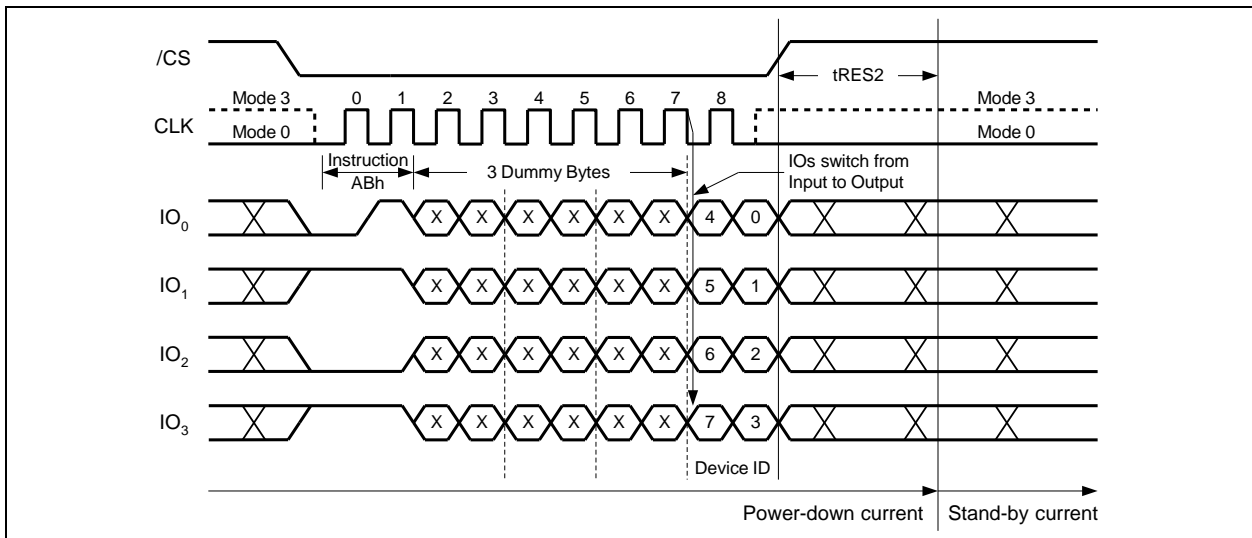 /CS
tRES2
Mode 3 0 1 2 3 4 5 6 7 8 Mode 3
CLK
Mode 0 Mode 0
Instruction
ABh
3 Dummy Bytes
IOs switch from
Input to Output
IO0 X X X X X X 4 0
IO1 X X X X X X 5 1
IO2 X X X X X X 6 2
IO3 X X X X X X 7 3
Device ID
Power-down current Stand-by current